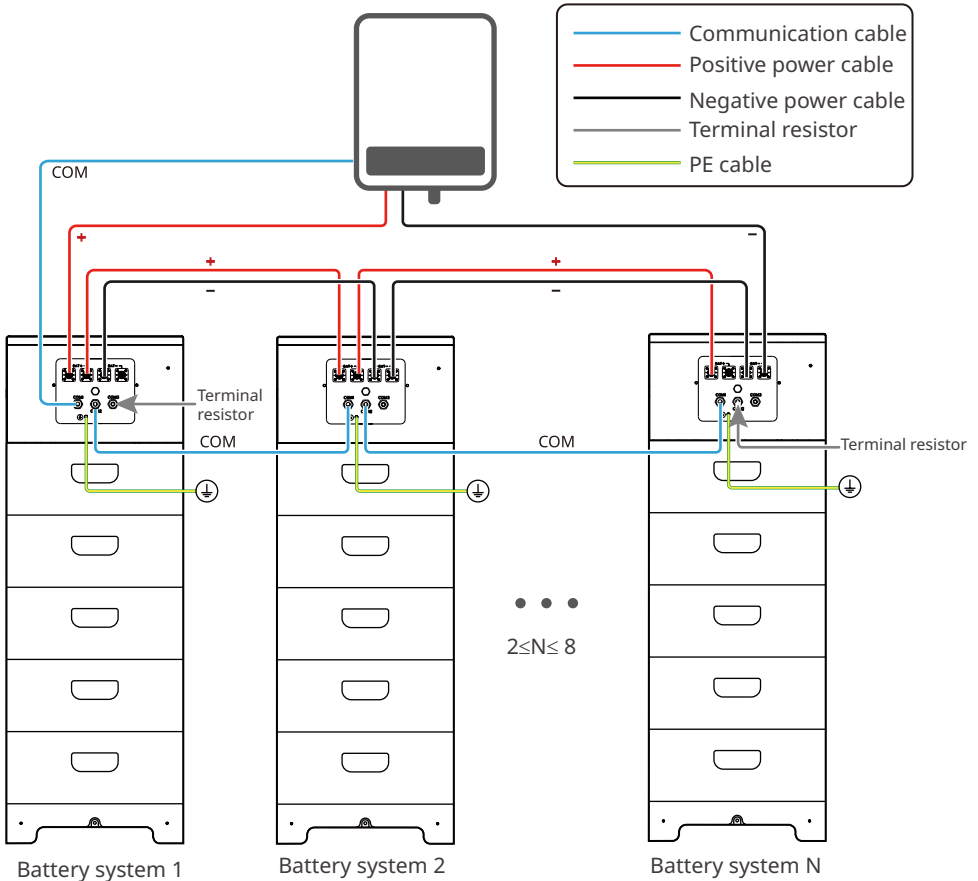 Communication cable
Positive power cable
Negative power cable
Terminal resistor
PE cable
COM
+
−
+
−
+
−
Terminal
resistor
COM
COM
Terminal resistor
2≤N≤ 8
Battery system 1
Battery system 2
Battery system N